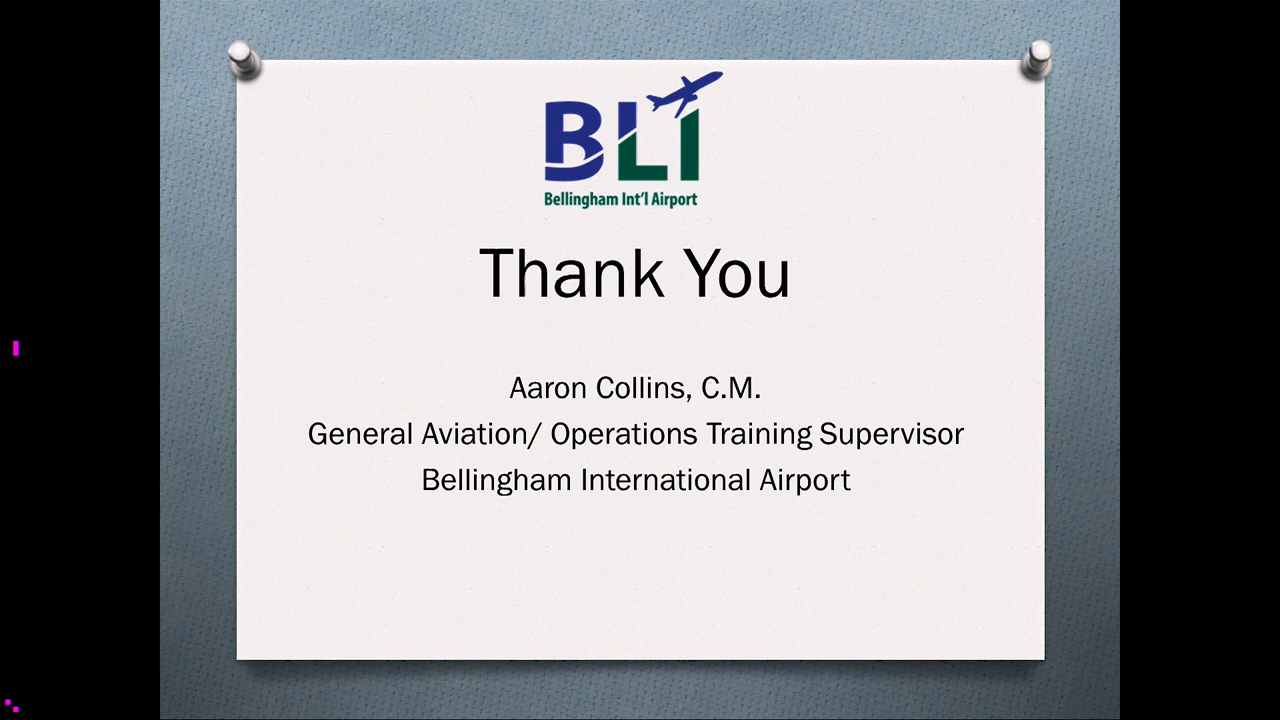 BLI
Bellingham Int'l Airport
Thank You
Aaron Collins, C.M.
General Aviation/ Operations Training Supervisor
Bellingham International Airport